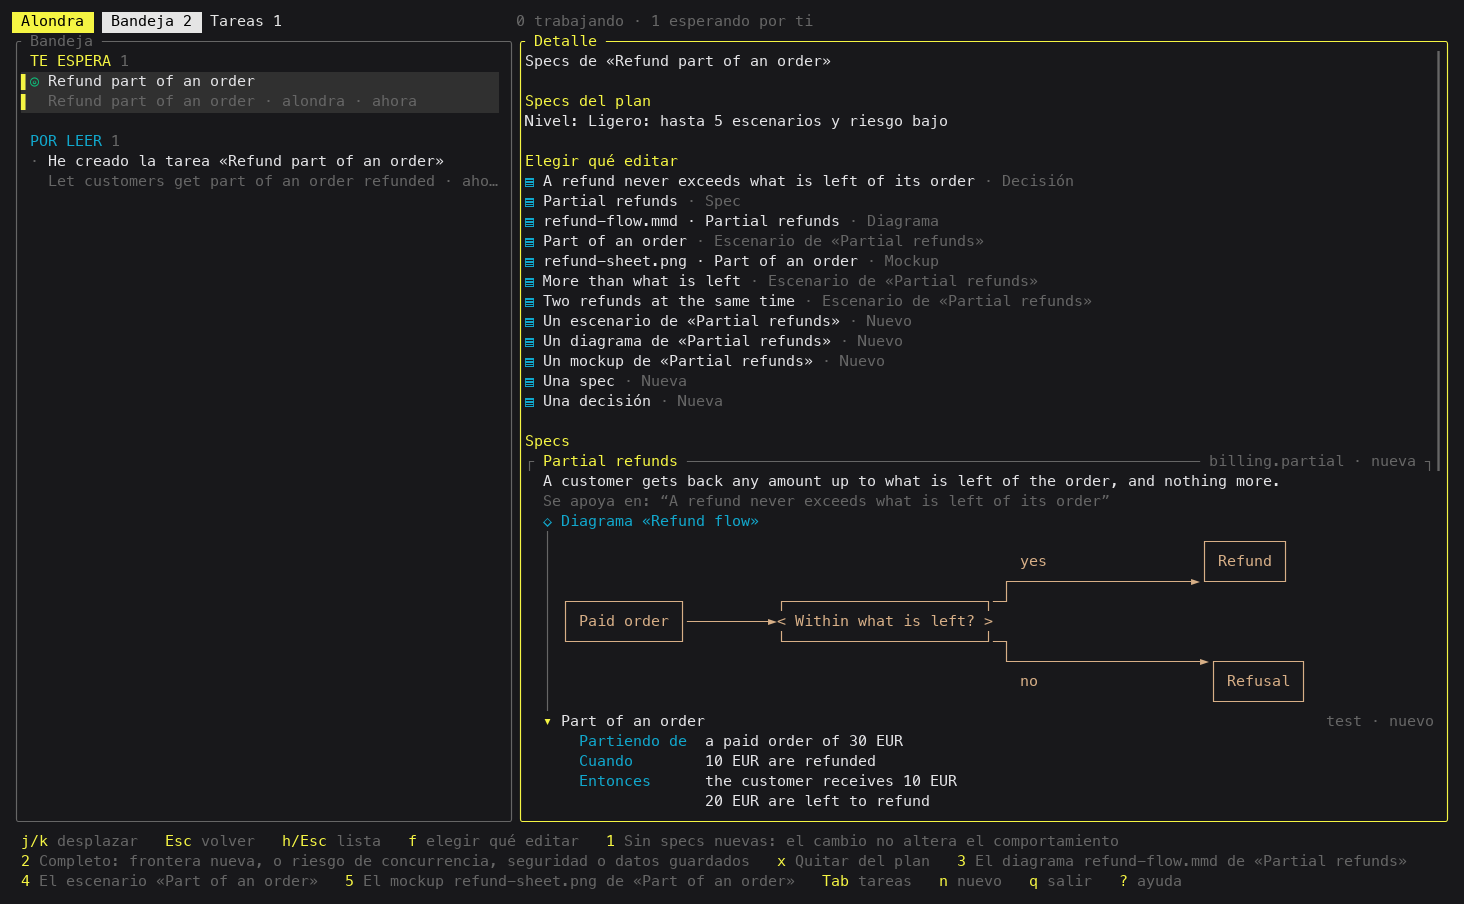 Alondra  Bandeja 2  Tareas 1  0 trabajando · 1 esperando por ti
Bandeja
TE ESPERA 1
☺ Refund part of an order
Refund part of an order · alondra · ahora
POR LEER 1
· He creado la tarea «Refund part of an order»
Let customers get part of an order refunded · aho…
Detalle
Specs de «Refund part of an order»
Specs del plan
Nivel: Ligero: hasta 5 escenarios y riesgo bajo
Elegir qué editar
▤ A refund never exceeds what is left of its order · Decisión
▤ Partial refunds · Spec
▤ refund-flow.mmd · Partial refunds · Diagrama
▤ Part of an order · Escenario de «Partial refunds»
▤ refund-sheet.png · Part of an order · Mockup
▤ More than what is left · Escenario de «Partial refunds»
▤ Two refunds at the same time · Escenario de «Partial refunds»
▤ Un escenario de «Partial refunds» · Nuevo
▤ Un diagrama de «Partial refunds» · Nuevo
▤ Un mockup de «Partial refunds» · Nuevo
▤ Una spec · Nueva
▤ Una decisión · Nueva
Specs
Partial refunds  billing.partial · nueva
A customer gets back any amount up to what is left of the order, and nothing more.
Se apoya en: “A refund never exceeds what is left of its order”
◇ Diagrama «Refund flow»
yes  Refund
Paid order  < Within what is left? >
no  Refusal
▾ Part of an order  test · nuevo
Partiendo de  a paid order of 30 EUR
Cuando  10 EUR are refunded
Entonces  the customer receives 10 EUR
20 EUR are left to refund
j/k desplazar  Esc volver  h/Esc lista  f elegir qué editar  1 Sin specs nuevas: el cambio no altera el comportamiento
2 Completo: frontera nueva, o riesgo de concurrencia, seguridad o datos guardados  x Quitar del plan  3 El diagrama refund-flow.mmd de «Partial refunds»
4 El escenario «Part of an order»  5 El mockup refund-sheet.png de «Part of an order»  Tab tareas  n nuevo  q salir  ? ayuda